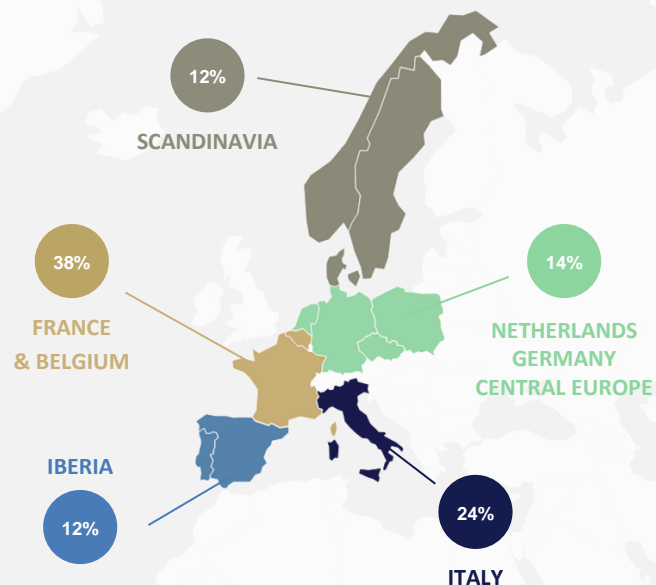 12%
SCANDINAVIA
38%
FRANCE
& BELGIUM
14%
NETHERLANDS
GERMANY
CENTRAL EUROPE
IBERIA
12%
24%
ITALY